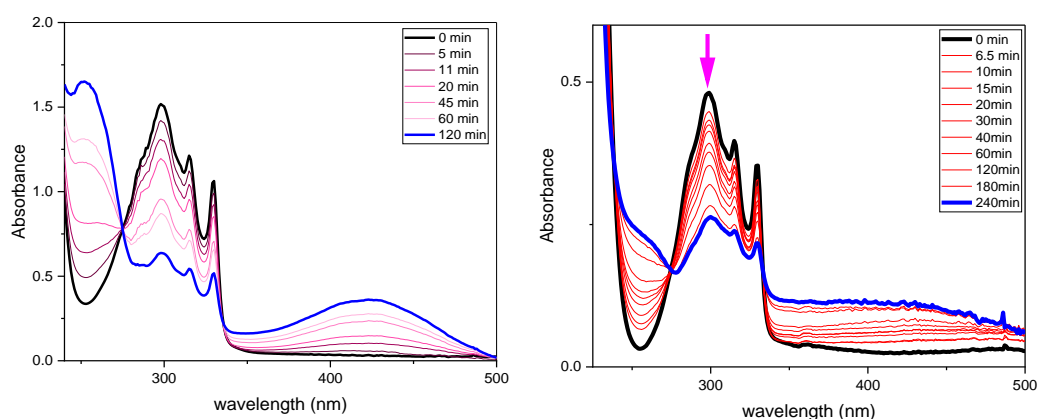 2.0
1.5
1.0
0.5
0.0
Absorbance
300
400
500
wavelength (nm)
0 min
5 min
11 min
20 min
45 min
60 min
120 min
0.5
0.0
Absorbance
300
400
500
wavelength (nm)
0 min
6.5 min
10min
15min
20min
30min
40min
60min
120min
180min
240min